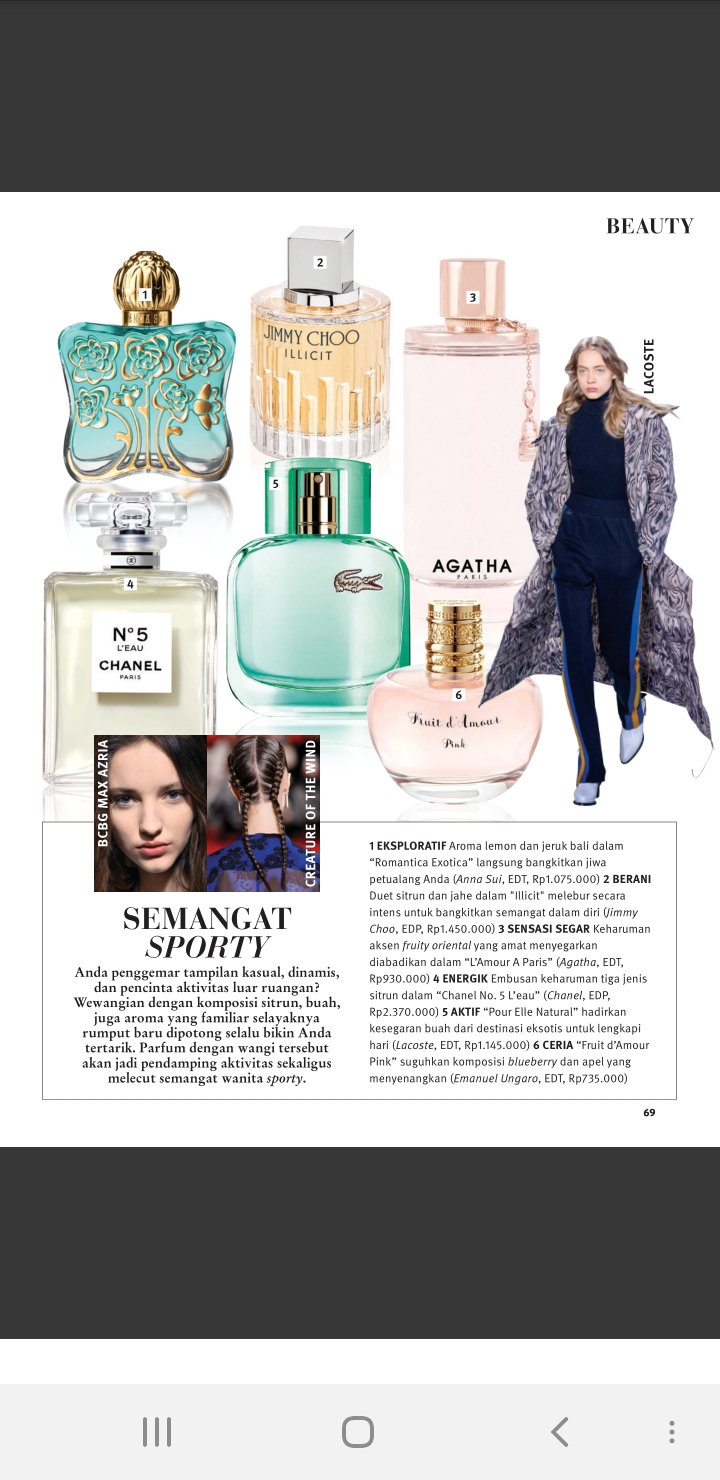 BEAUTY
1
2
JIMMY CHOO
ILLICIT
3
LACOSTE
AGATHA
PARIS
5
4
N°5
L'EAU
CHANEL
PARIS
6
Fruit d'Amour
Pink
BCBG MAX AZRIA
CREATURE OF THE WIND
SEMANGAT
SPORTY
Anda penggemar tampilan kasual, dinamis,
dan pencinta aktivitas luar ruangan?
Wewangian dengan komposisi sitrun, buah,
juga aroma yang familiar selayaknya
rumput baru dipotong selalu bikin Anda
tertarik. Parfum dengan wangi tersebut
akan jadi pendamping aktivitas sekaligus
melecut semangat wanita sporty.
1 EKSPLORATIF Aroma lemon dan jeruk bali dalam
“Romantica Exotica” langsung bangkitkan jiwa
petualang Anda (Anna Sui, EDT, Rp1.075.000) 2 BERANI
Duet sitrun dan jahe dalam "Illicit" melebur secara
intens untuk bangkitkan semangat dalam diri (Jimmy
Choo, EDP, Rp1.450.000) 3 SENSASI SEGAR Keharuman
aksen fruity oriental yang amat menyegarkan
diabadikan dalam “L’Amour A Paris” (Agatha, EDT,
Rp930.000) 4 ENERGIK Embusan keharuman tiga jenis
sitrun dalam “Chanel No. 5 L’eau” (Chanel, EDP,
Rp2.370.000) 5 AKTIF “Pour Elle Natural” hadirkan
kesegaran buah dari destinasi eksotis untuk lengkapi
hari (Lacoste, EDT, Rp1.145.000) 6 CERIA “Fruit d’Amour
Pink” suguhkan komposisi blueberry dan apel yang
menyenangkan (Emanuel Ungaro, EDT, Rp735.000)
69